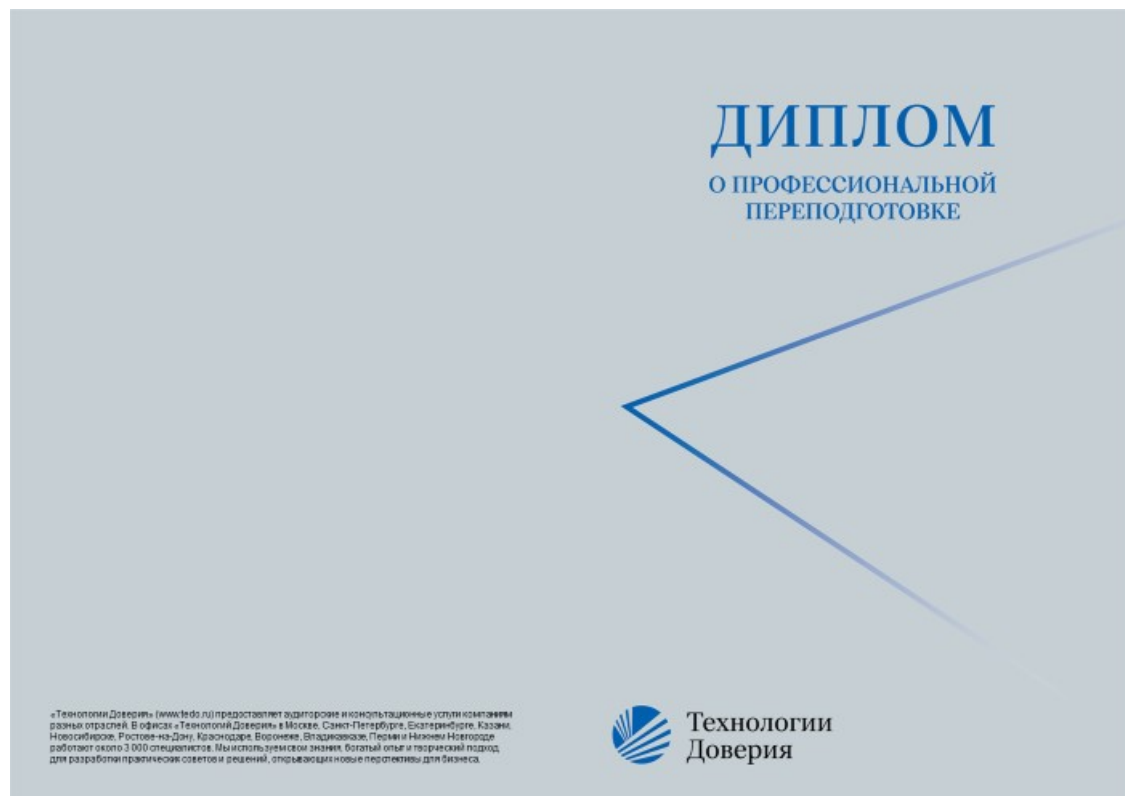 ДИПЛОМ
О ПРОФЕССИОНАЛЬНОЙ
ПЕРЕПОДГОТОВКЕ
«Технологии Доверия» (www.tedo.ru) предоставляет аудиторские и консультационные услуги компаниям
разных отраслей. В офисах «Технологий Доверия» в Москве, Санкт-Петербурге, Екатеринбурге, Казани,
Новосибирске, Ростове-на-Дону, Краснодаре, Воронеже, Владикавказе, Перми и Нижнем Новгороде
работают около 3 000 специалистов. Мы используем свои знания, богатый опыт и творческий подход
для разработки практических советов и решений, открывающих новые перспективы для бизнеса.
Технологии
Доверия